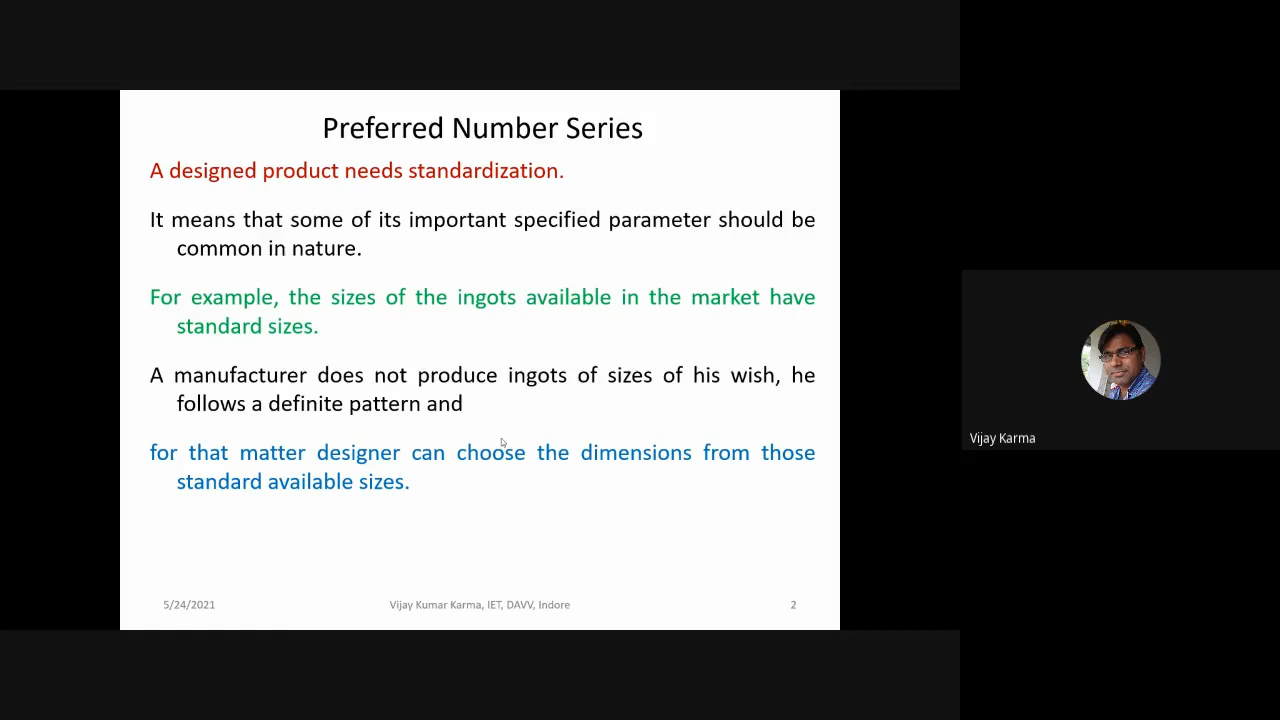 Preferred Number Series
A designed product needs standardization.
It means that some of its important specified parameter should be
common in nature.
For example, the sizes of the ingots available in the market have
standard sizes.
A manufacturer does not produce ingots of sizes of his wish, he
follows a definite pattern and
for that matter designer can choose the dimensions from those
standard available sizes.
5/24/2021
Vijay Kumar Karma, IET, DAVV, Indore
2
Vijay Karma